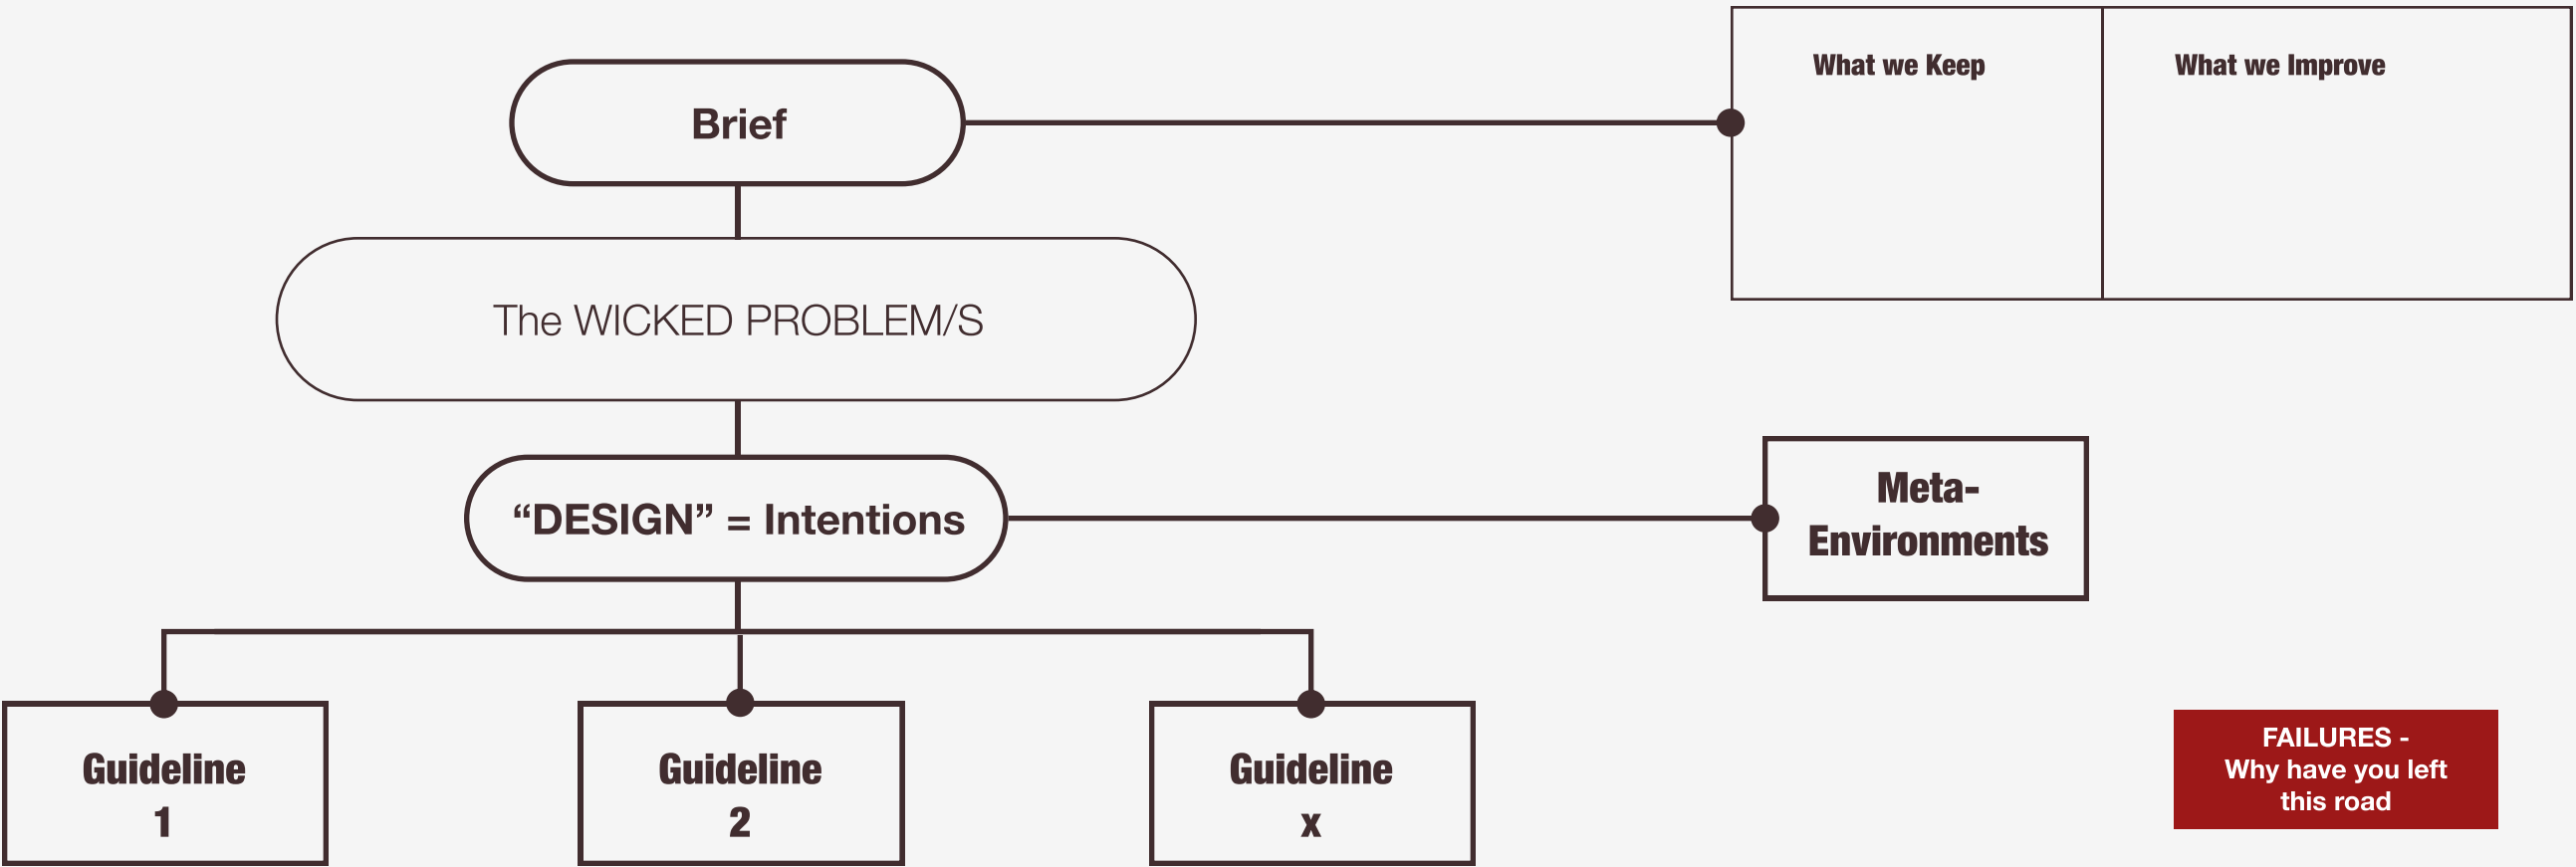 Brief
What we Keep
What we Improve
The WICKED PROBLEM/S
“DESIGN” = Intentions
Meta-
Environments
Guideline
1
Guideline
2
Guideline
x
FAILURES -
Why have you left
this road